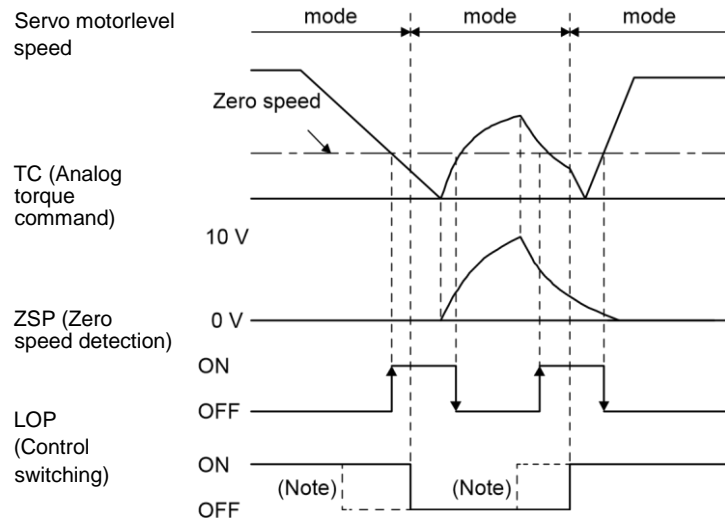 mode mode mode
Servo motorlevel
speed
Zero speed
TC (Analog
torque
command)
10 V
0 V
ZSP (Zero
speed detection)
ON
OFF
LOP
(Control
switching)
ON
(Note) (Note)
OFF